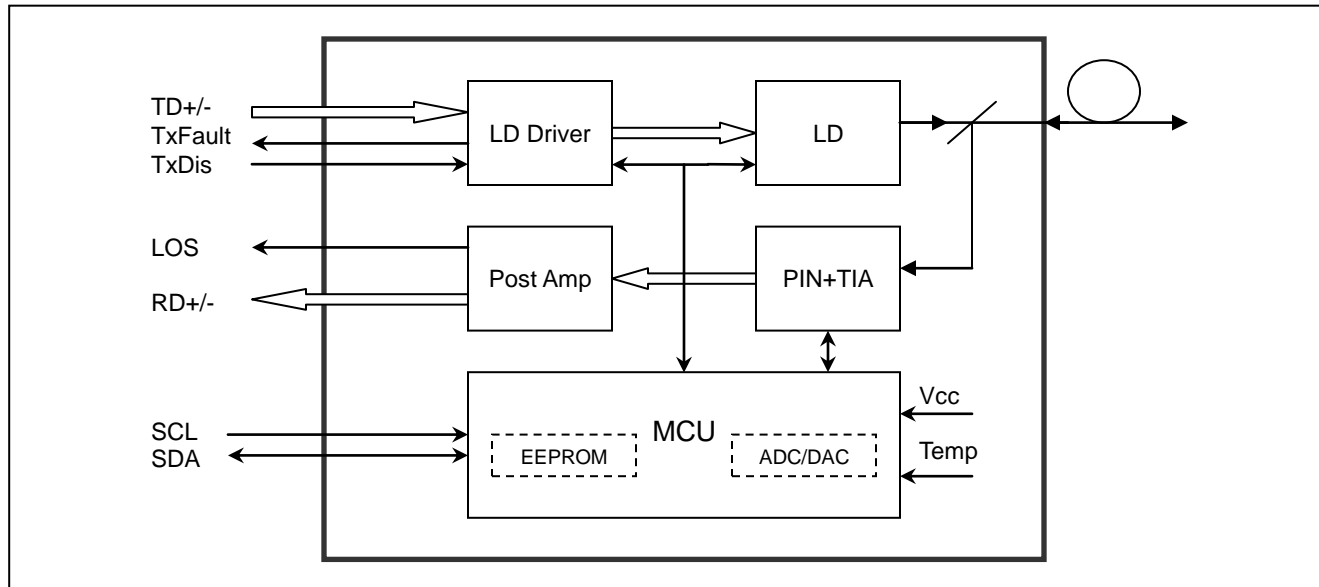 TD+/-
TxFault
TxDis
LD Driver
LD
LOS
RD+/-
Post Amp
PIN+TIA
SCL
SDA
MCU
EEPROM
ADC/DAC
Vcc
Temp